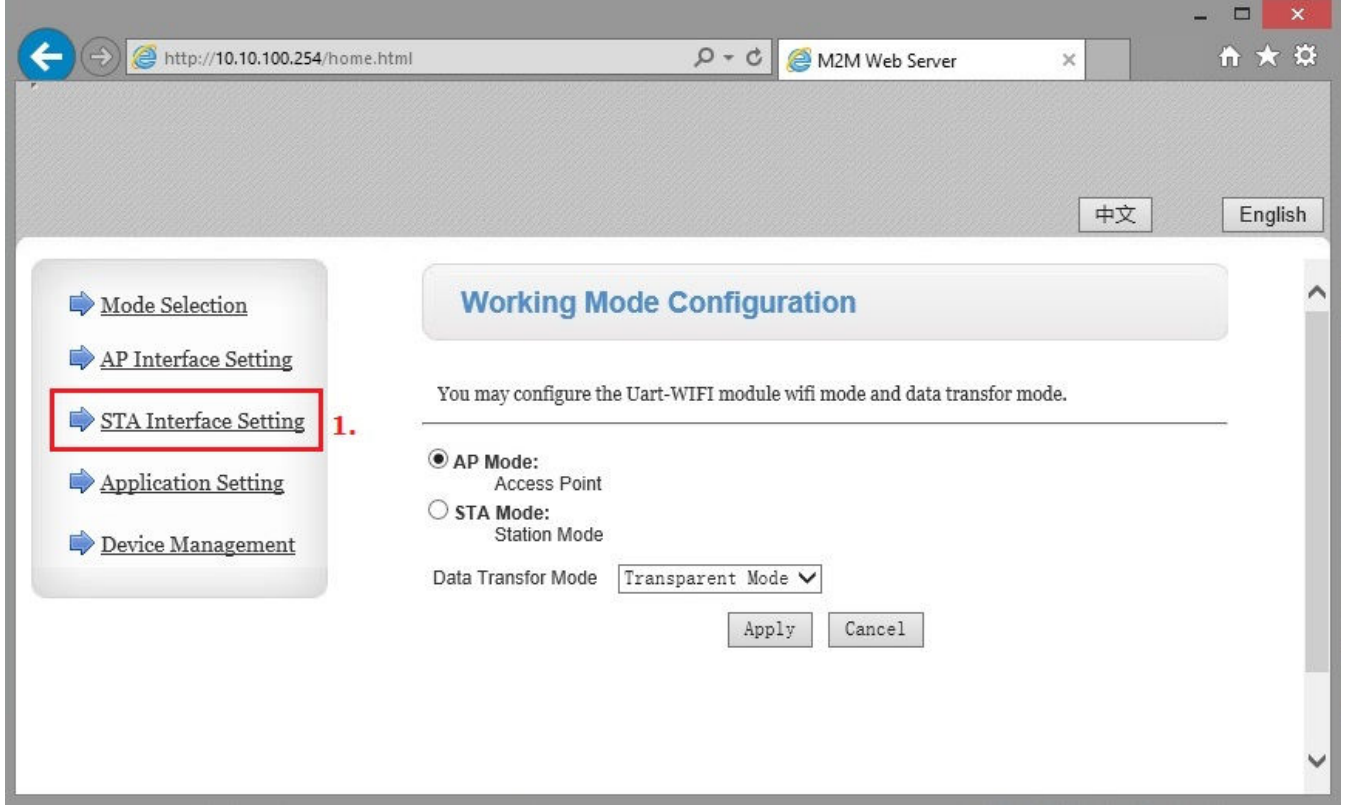 http://10.10.100.254/home.html
M2M Web Server
中文
English
Mode Selection
AP Interface Setting
STA Interface Setting
1.
Application Setting
Device Management
Working Mode Configuration
You may configure the Uart-WIFI module wifi mode and data transfor mode.
AP Mode:
Access Point
STA Mode:
Station Mode
Data Transfor Mode Transparent Mode
Apply Cancel